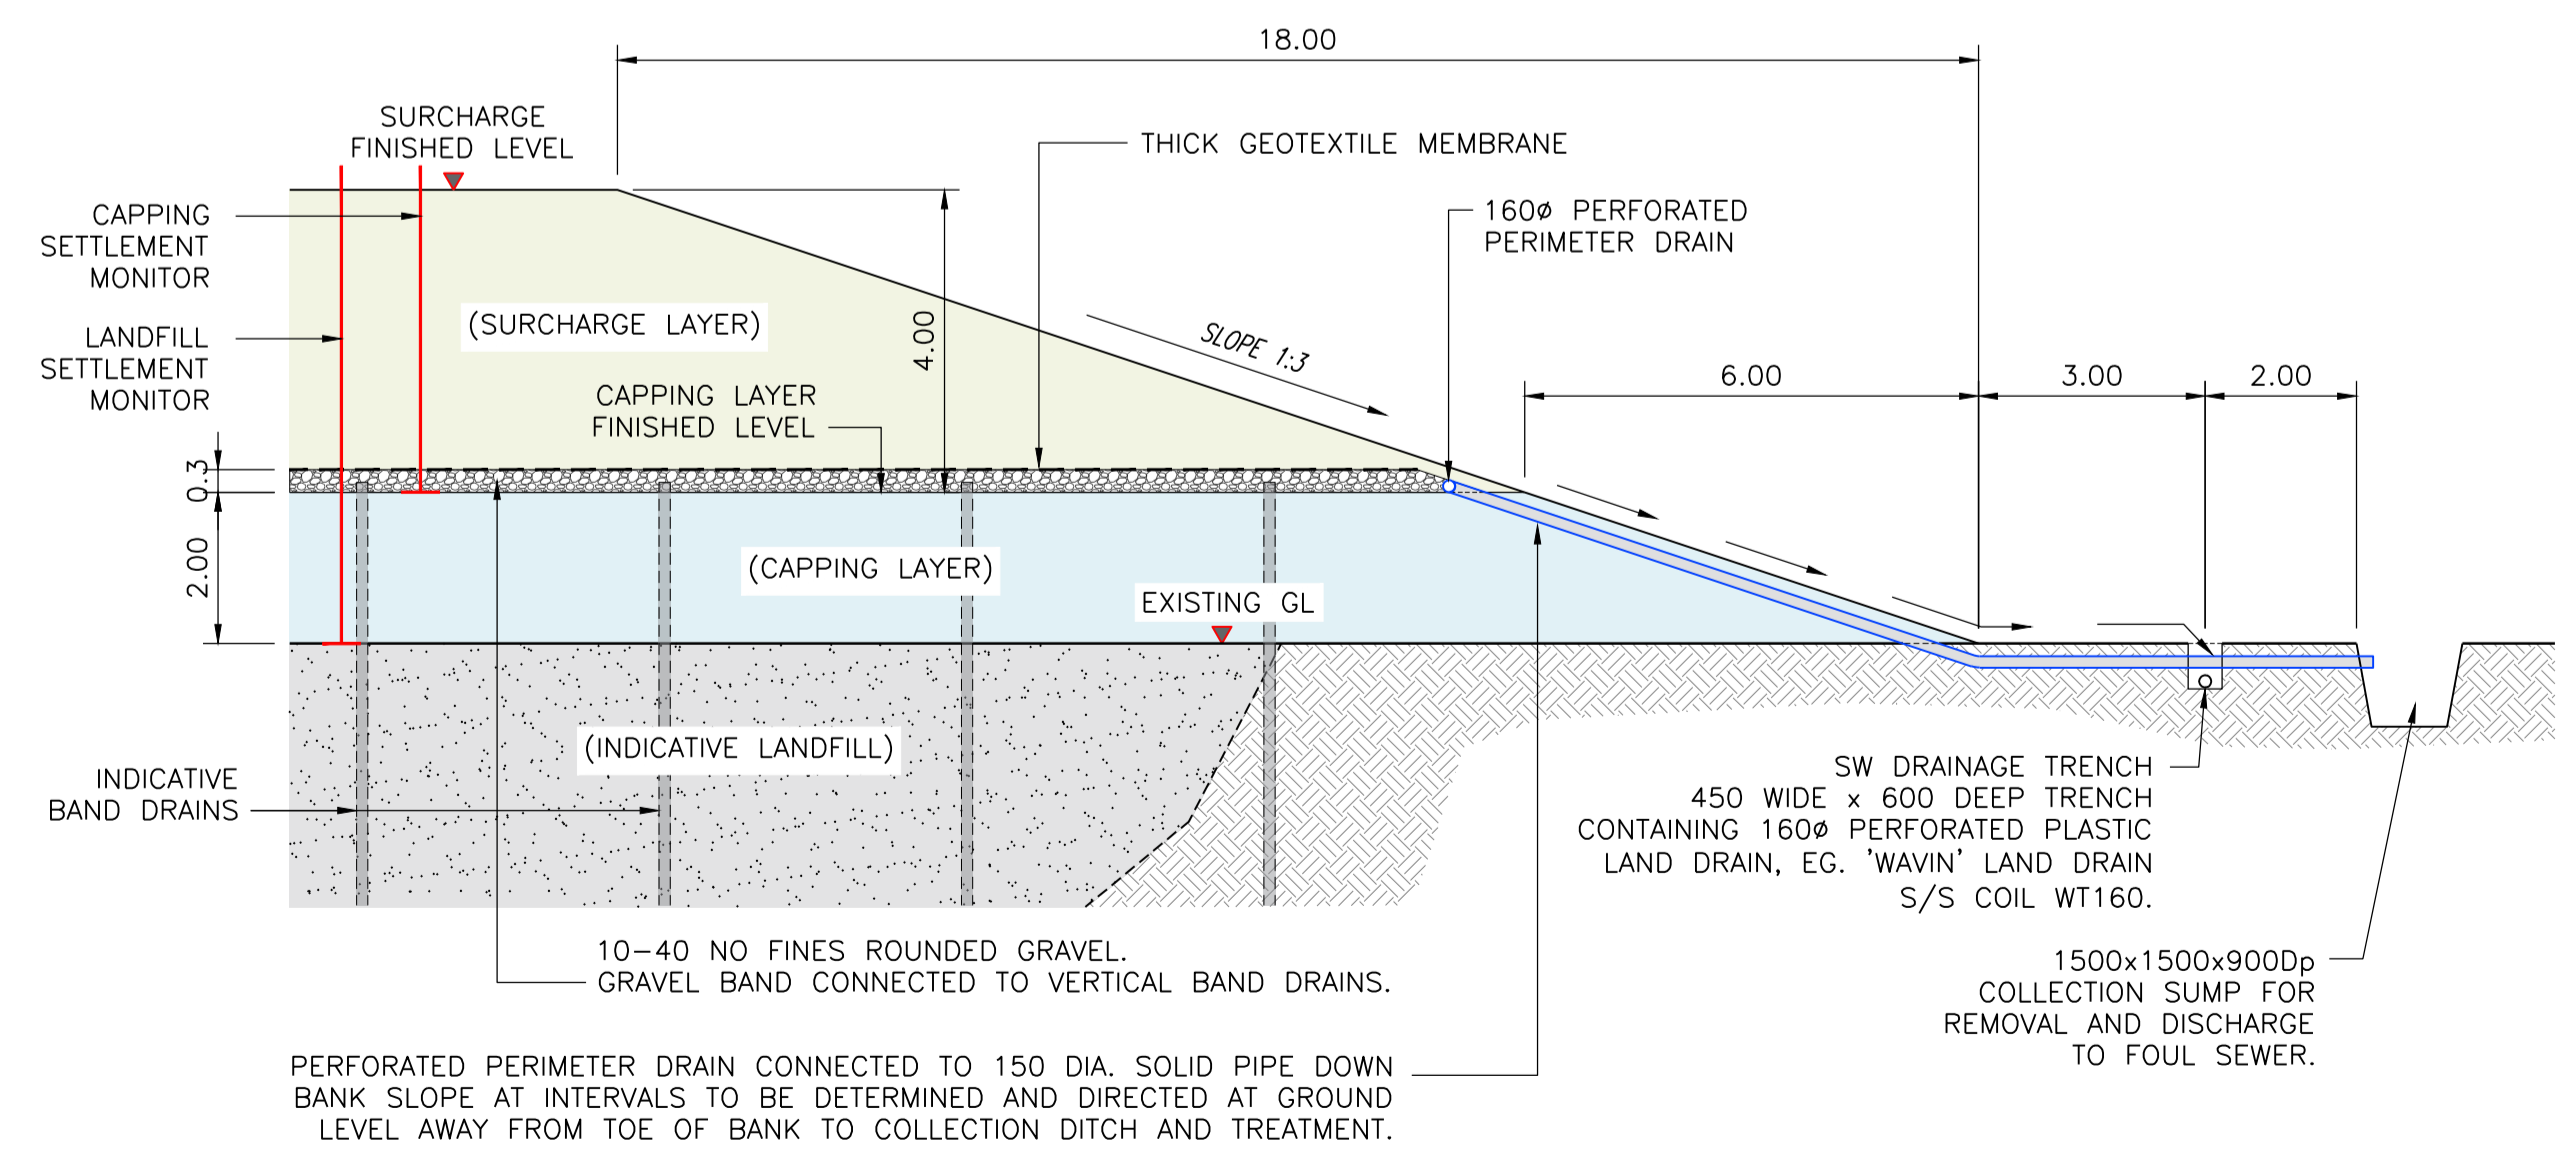 18.00
SURCHARGE
FINISHED LEVEL
THICK GEOTEXTILE MEMBRANE
CAPPING
SETTLEMENT
MONITOR
160ø PERFORATED
PERIMETER DRAIN
(SURCHARGE LAYER)
4.00
SLOPE 1:3
LANDFILL
SETTLEMENT
MONITOR
6.00
3.00
2.00
CAPPING LAYER
FINISHED LEVEL
0.3
2.00
(CAPPING LAYER)
EXISTING GL
(INDICATIVE LANDFILL)
INDICATIVE
BAND DRAINS
SW DRAINAGE TRENCH
450 WIDE x 600 DEEP TRENCH
CONTAINING 160ø PERFORATED PLASTIC
LAND DRAIN, EG. 'WAVIN' LAND DRAIN
S/S COIL WT160.
10-40 NO FINES ROUNDED GRAVEL.
GRAVEL BAND CONNECTED TO VERTICAL BAND DRAINS.
1500x1500x900Dp
COLLECTION SUMP FOR
REMOVAL AND DISCHARGE
TO FOUL SEWER.
PERFORATED PERIMETER DRAIN CONNECTED TO 150 DIA. SOLID PIPE DOWN
BANK SLOPE AT INTERVALS TO BE DETERMINED AND DIRECTED AT GROUND
LEVEL AWAY FROM TOE OF BANK TO COLLECTION DITCH AND TREATMENT.